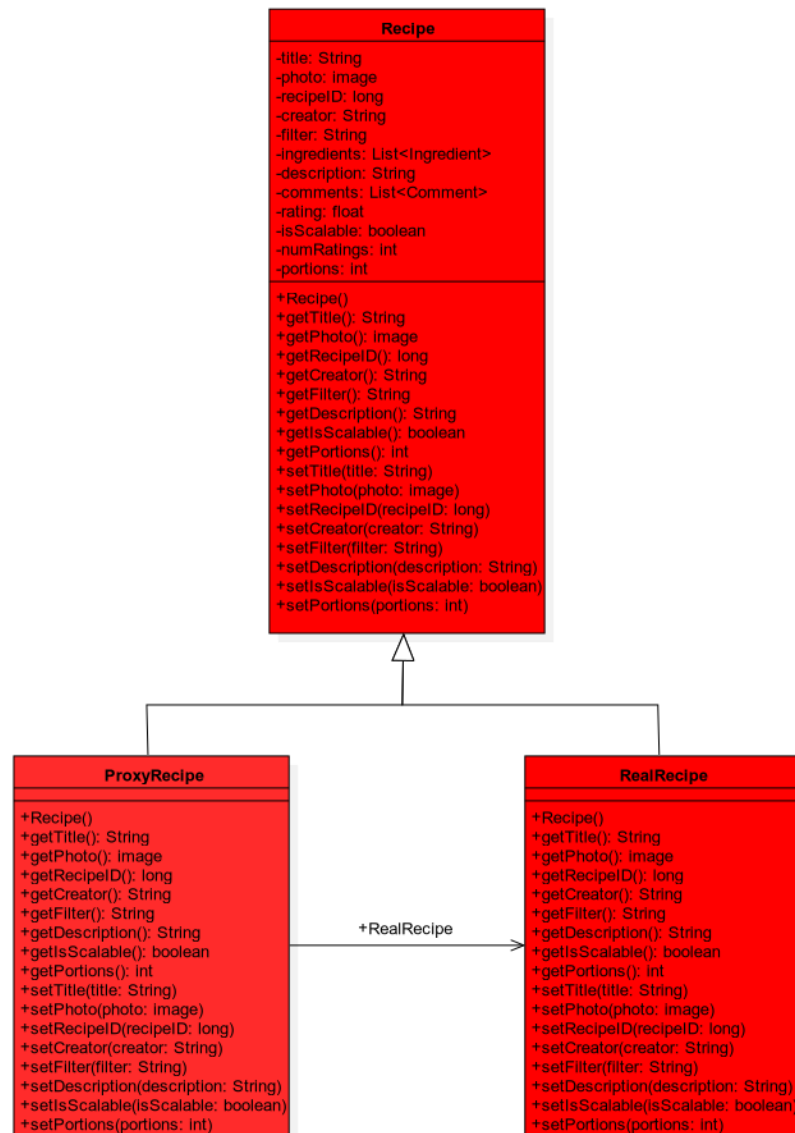 Recipe
-title: String
-photo: image
-recipeID: long
-creator: String
-filter: String
-ingredients: List<Ingredient>
-description: String
-comments: List<Comment>
-rating: float
-isScalable: boolean
-numRatings: int
-portions: int
+Recipe()
+getTitle(): String
+getPhoto(): image
+getRecipeID(): long
+getCreator(): String
+getFilter(): String
+getDescription(): String
+getIsScalable(): boolean
+getPortions(): int
+setTitle(title: String)
+setPhoto(photo: image)
+setRecipeID(recipeID: long)
+setCreator(creator: String)
+setFilter(filter: String)
+setDescription(description: String)
+setIsScalable(isScalable: boolean)
+setPortions(portions: int)
ProxyRecipe
+Recipe()
+getTitle(): String
+getPhoto(): image
+getRecipeID(): long
+getCreator(): String
+getFilter(): String
+getDescription(): String
+getIsScalable(): boolean
+getPortions(): int
+setTitle(title: String)
+setPhoto(photo: image)
+setRecipeID(recipeID: long)
+setCreator(creator: String)
+setFilter(filter: String)
+setDescription(description: String)
+setIsScalable(isScalable: boolean)
+setPortions(portions: int)
+RealRecipe
RealRecipe
+Recipe()
+getTitle(): String
+getPhoto(): image
+getRecipeID(): long
+getCreator(): String
+getFilter(): String
+getDescription(): String
+getIsScalable(): boolean
+getPortions(): int
+setTitle(title: String)
+setPhoto(photo: image)
+setRecipeID(recipeID: long)
+setCreator(creator: String)
+setFilter(filter: String)
+setDescription(description: String)
+setIsScalable(isScalable: boolean)
+setPortions(portions: int)